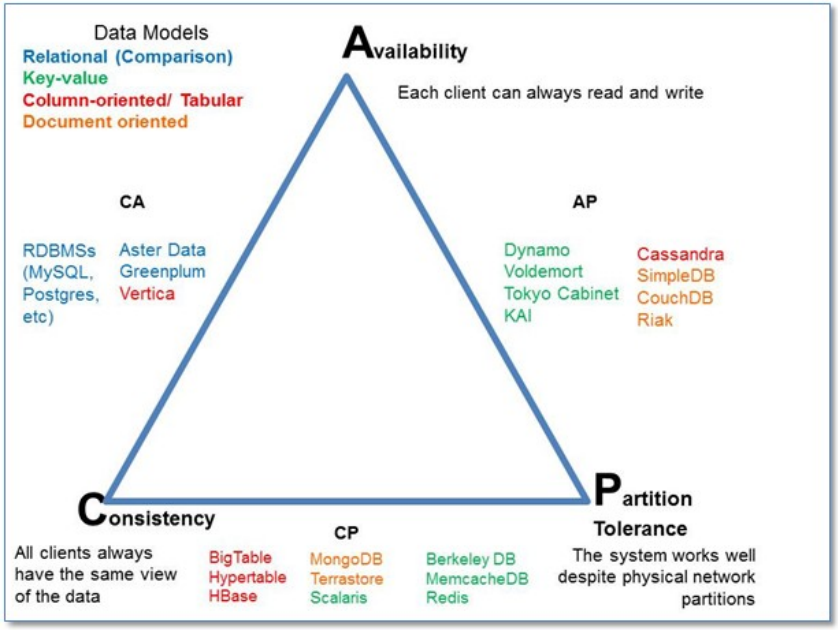 Data Models
Relational (Comparison)
Key-value
Column-oriented/ Tabular
Document oriented
Availability
Each client can always read and write
CA
RDBMSs
(MySQL,
Postgres,
etc)
Aster Data
Greenplum
Vertica
AP
Dynamo
Voldemort
Tokyo Cabinet
KAI
Cassandra
SimpleDB
CouchDB
Riak
Consistency
All clients always
have the same view
of the data
CP
BigTable
Hypertable
HBase
MongoDB
Terrastore
Scalaris
Berkeley DB
MemcacheDB
Redis
Partition
Tolerance
The system works well
despite physical network
partitions